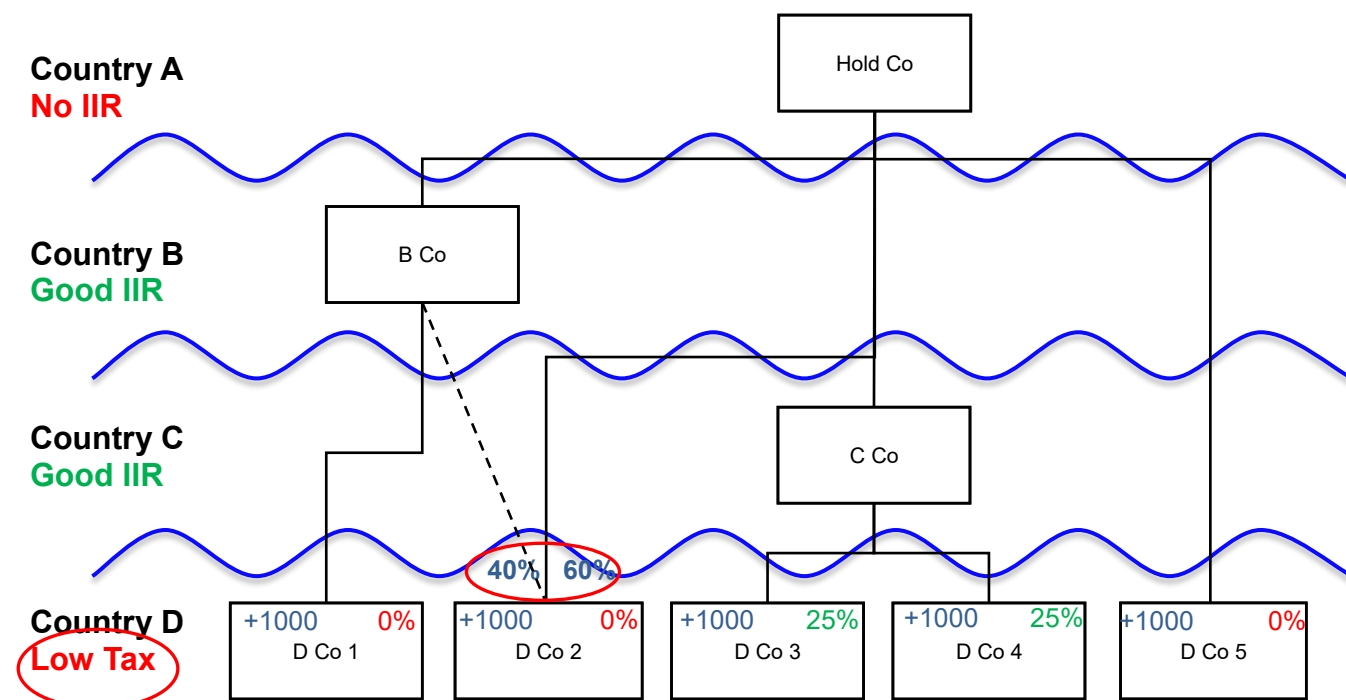 Country A
No IIR
Hold Co
Country B
Good IIR
B Co
Country C
Good IIR
C Co
40% 60%
Country D
Low Tax
+1000 0%
D Co 1
+1000 0%
D Co 2
+1000 25%
D Co 3
+1000 25%
D Co 4
+1000 0%
D Co 5